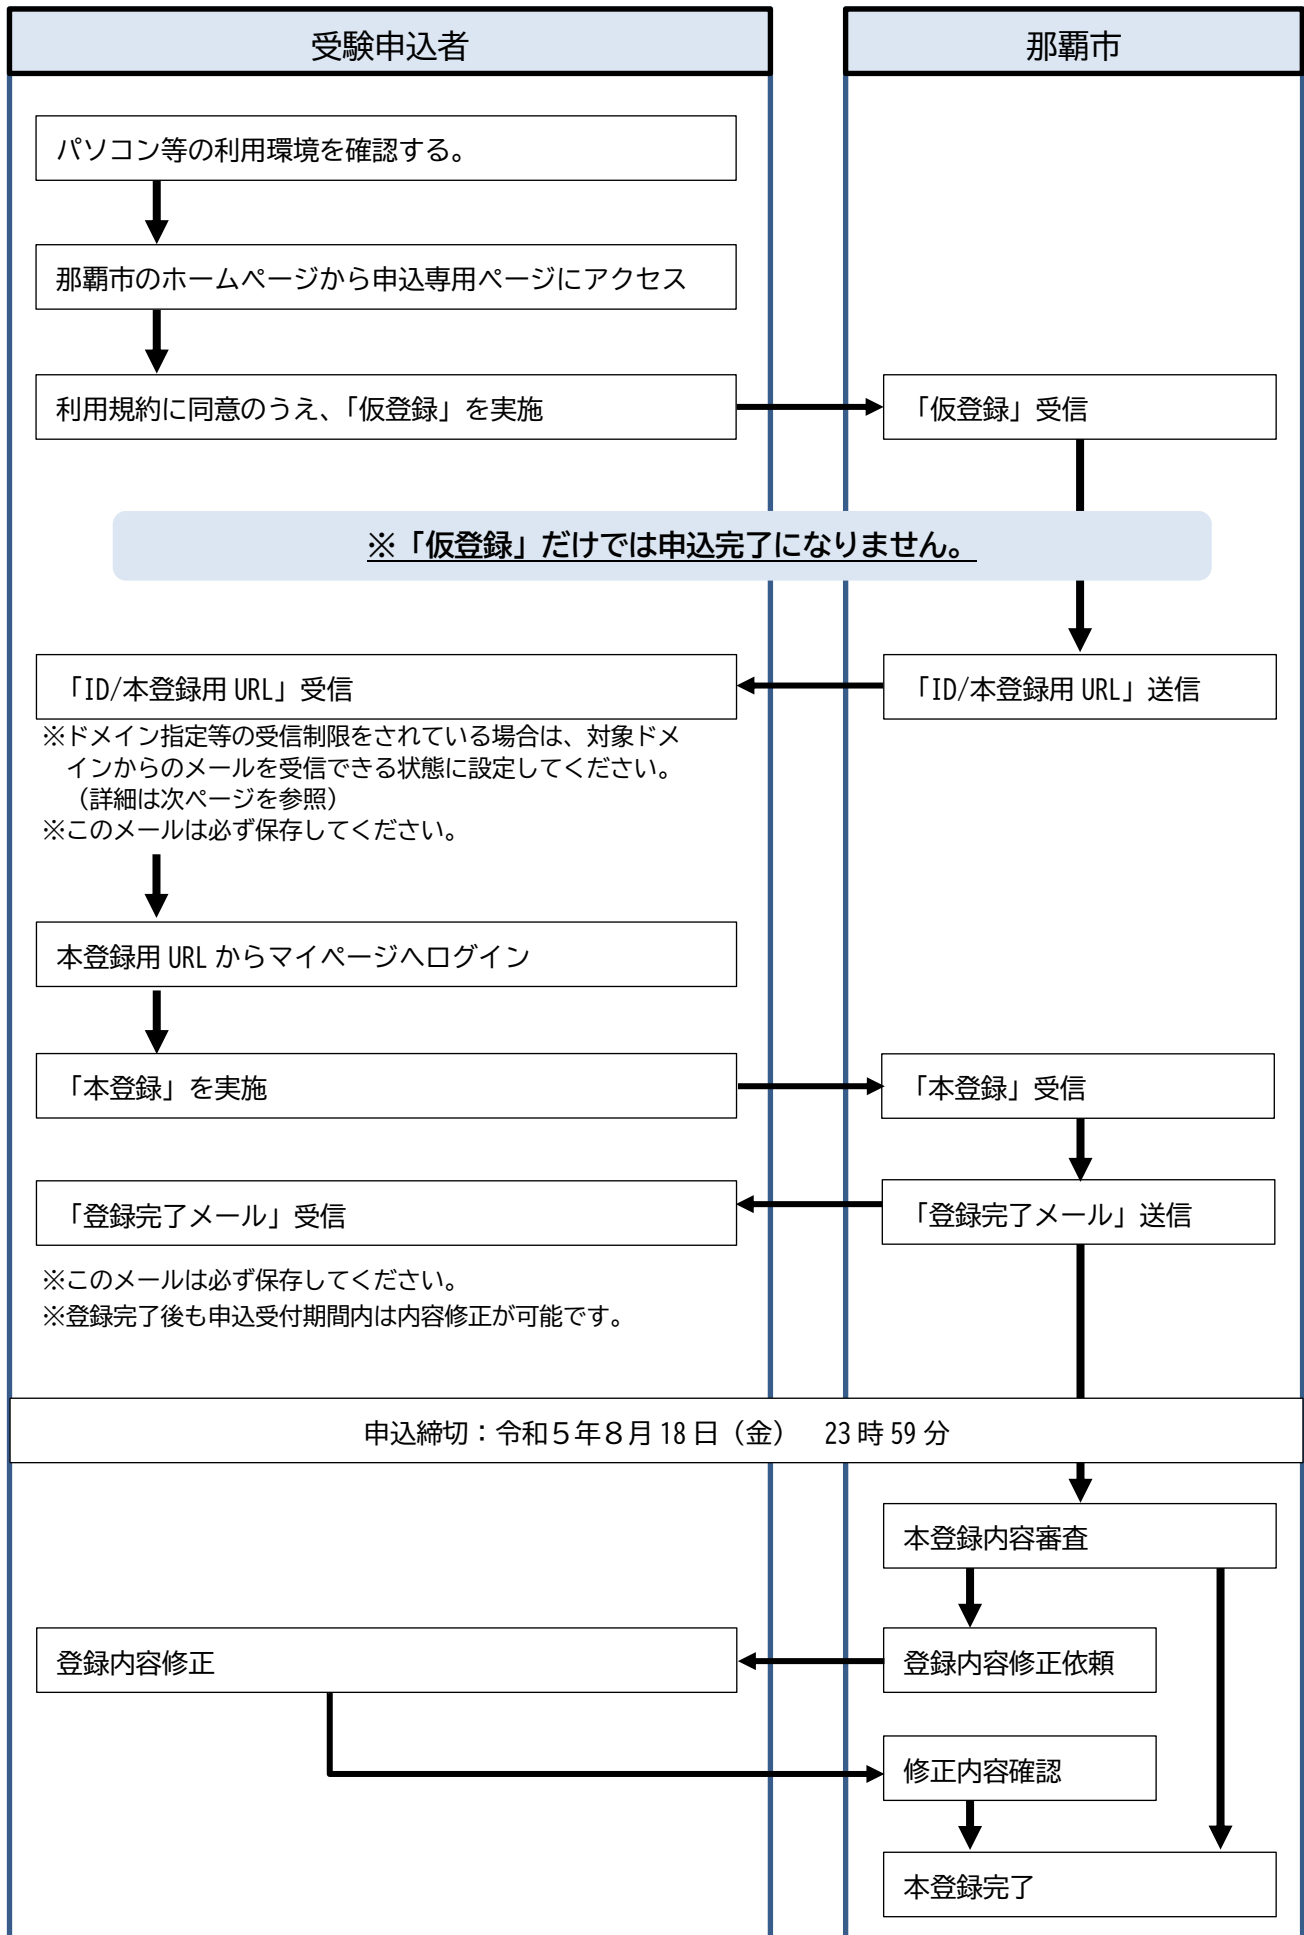 受験申込者
那覇市
パソコン等の利用環境を確認する。
那覇市のホームページから申込専用ページにアクセス
利用規約に同意のうえ、「仮登録」を実施
「仮登録」受信
※「仮登録」だけでは申込完了になりません。
「ID/本登録用 URL」受信
「ID/本登録用 URL」送信
※ドメイン指定等の受信制限をされている場合は、対象ドメ
インからのメールを受信できる状態に設定してください。
（詳細は次ページを参照）
※このメールは必ず保存してください。
本登録用 URL からマイページへログイン
「本登録」を実施
「本登録」受信
「登録完了メール」受信
「登録完了メール」送信
※このメールは必ず保存してください。
※登録完了後も申込受付期間内は内容修正が可能です。
申込締切：令和５年８月 18 日（金）　23 時 59 分
本登録内容審査
登録内容修正
登録内容修正依頼
修正内容確認
本登録完了